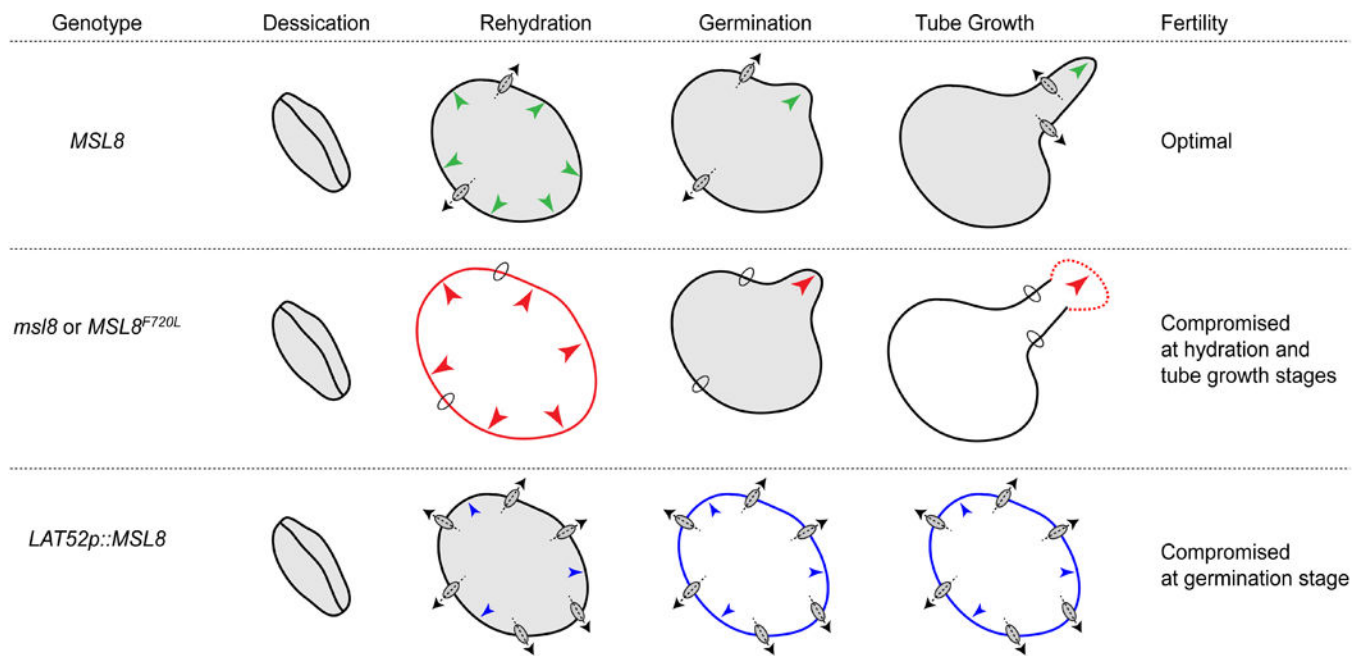 Genotype Dessication Rehydration Germination Tube Growth Fertility
MSL8 Optimal
msl8 or MSL8F720L Compromised
at hydration and
tube growth stages
LAT52p::MSL8 Compromised
at germination stage